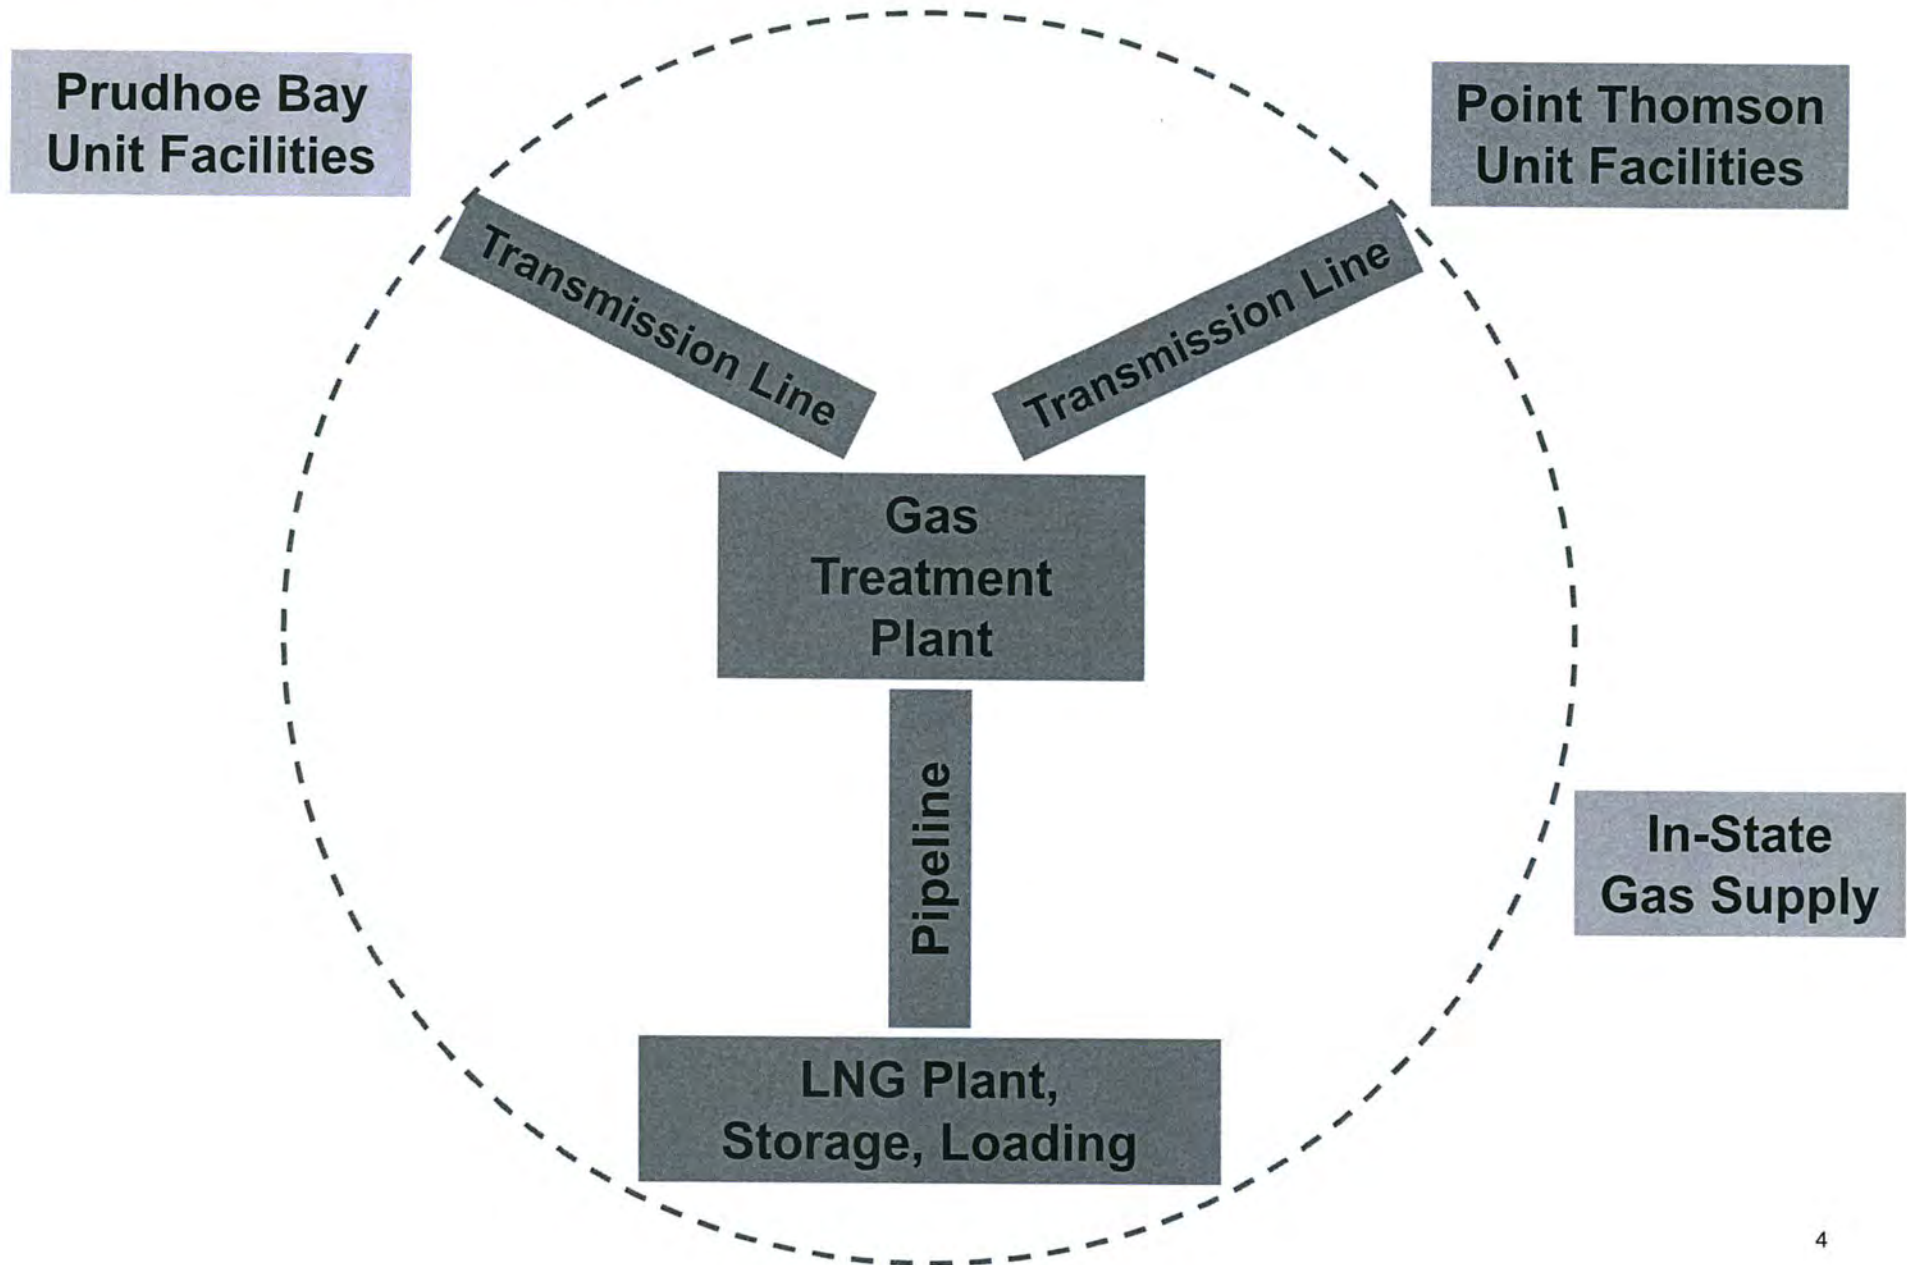 Prudhoe Bay
Unit Facilities
Point Thomson
Unit Facilities
Transmission Line
Transmission Line
Gas
Treatment
Plant
Pipeline
In-State
Gas Supply
LNG Plant,
Storage, Loading
4